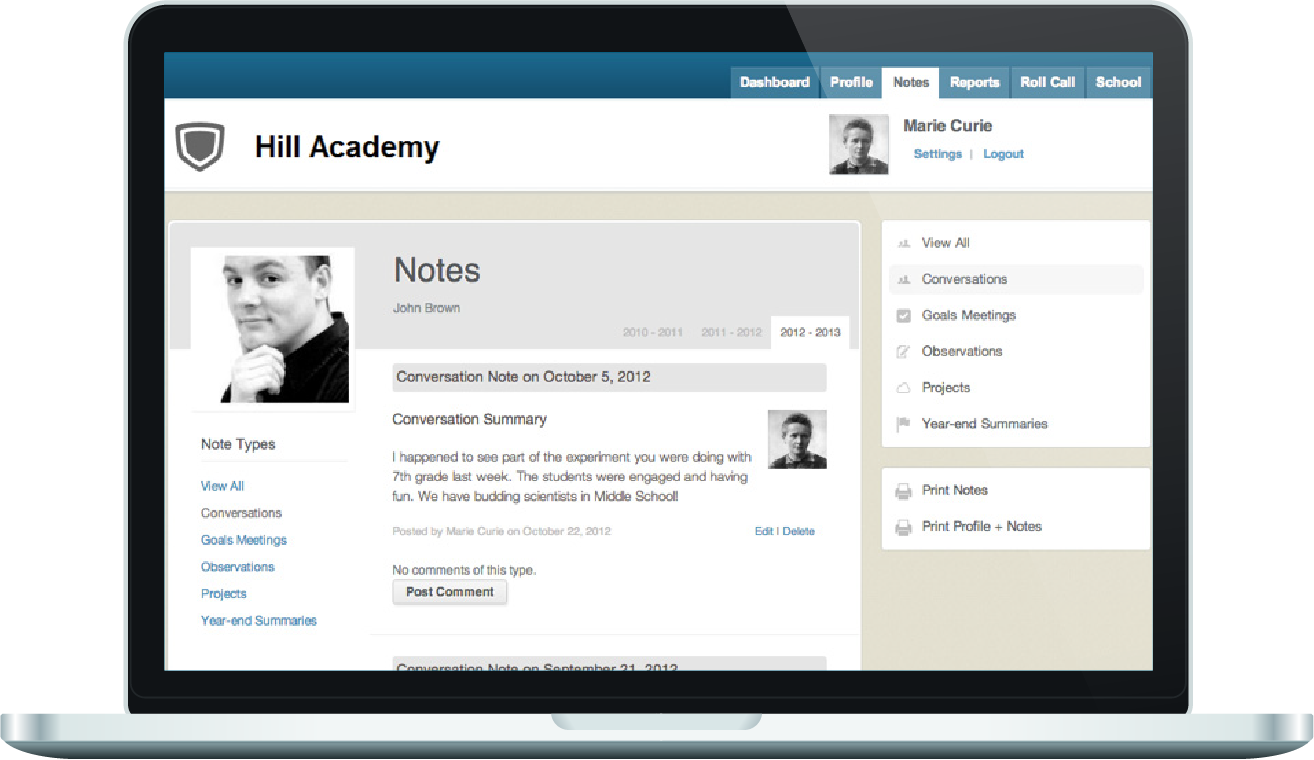 Dashboard
Profile
Notes
Reports
Roll Call
School
Hill Academy
Marie Curie
Settings | Logout
Notes
John Brown
2010 - 2011
2011 - 2012
2012 - 2013
Note Types
View All
Conversations
Goals Meetings
Observations
Projects
Year-end Summaries
Conversation Note on October 5, 2012
Conversation Summary
I happened to see part of the experiment you were doing with
7th grade last week. The students were engaged and having
fun. We have budding scientists in Middle School!
Posted by Marie Curie on October 22, 2012
Edit | Delete
No comments of this type.
Post Comment
Conversation Note on September 21, 2012
View All
Conversations
Goals Meetings
Observations
Projects
Year-end Summaries
Print Notes
Print Profile + Notes